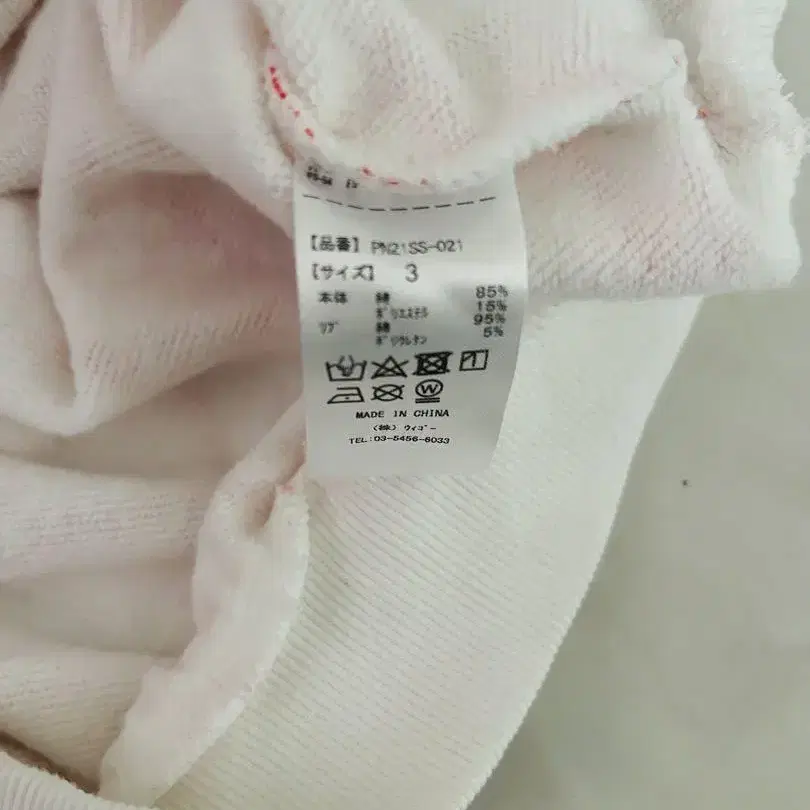 【品番】 PN21SS-021
【サイズ】 3
本体 綿 85%
ポリエステル 15%
リブ 綿 95%
ポリウレタン 5%
W
MADE IN CHINA
(株) ウィゴー
TEL:03-5456-6033